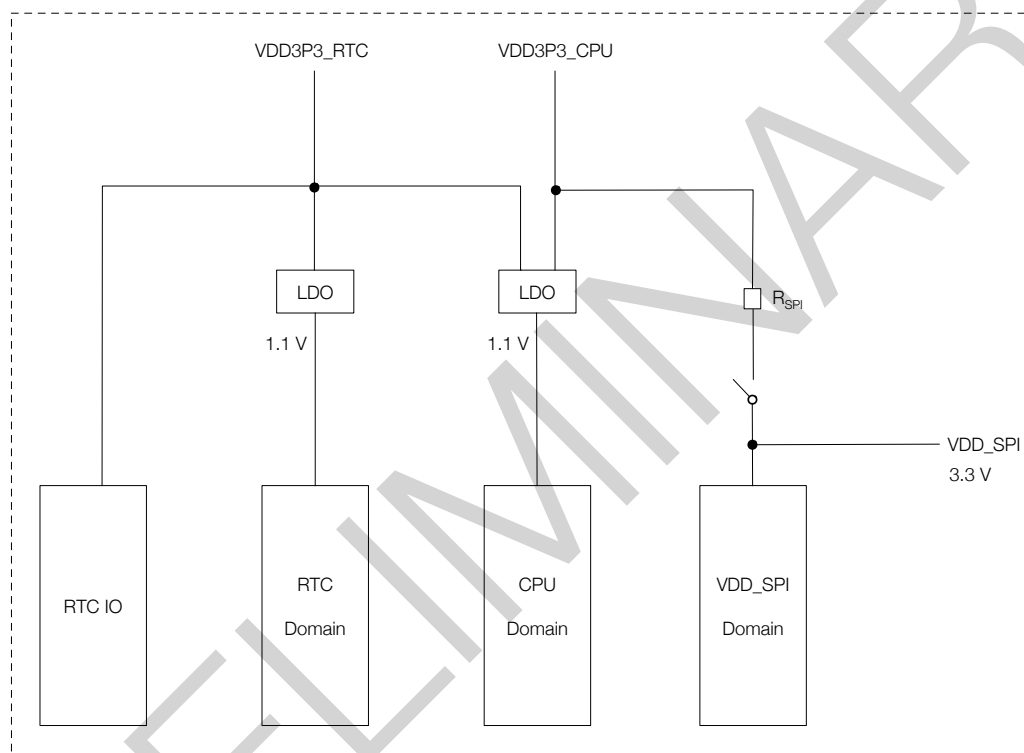 VDD3P3_RTC
VDD3P3_CPU
LDO
LDO
RSPI
1.1 V
1.1 V
VDD_SPI
3.3 V
RTC IO
RTC
Domain
CPU
Domain
VDD_SPI
Domain
ELIMINAR